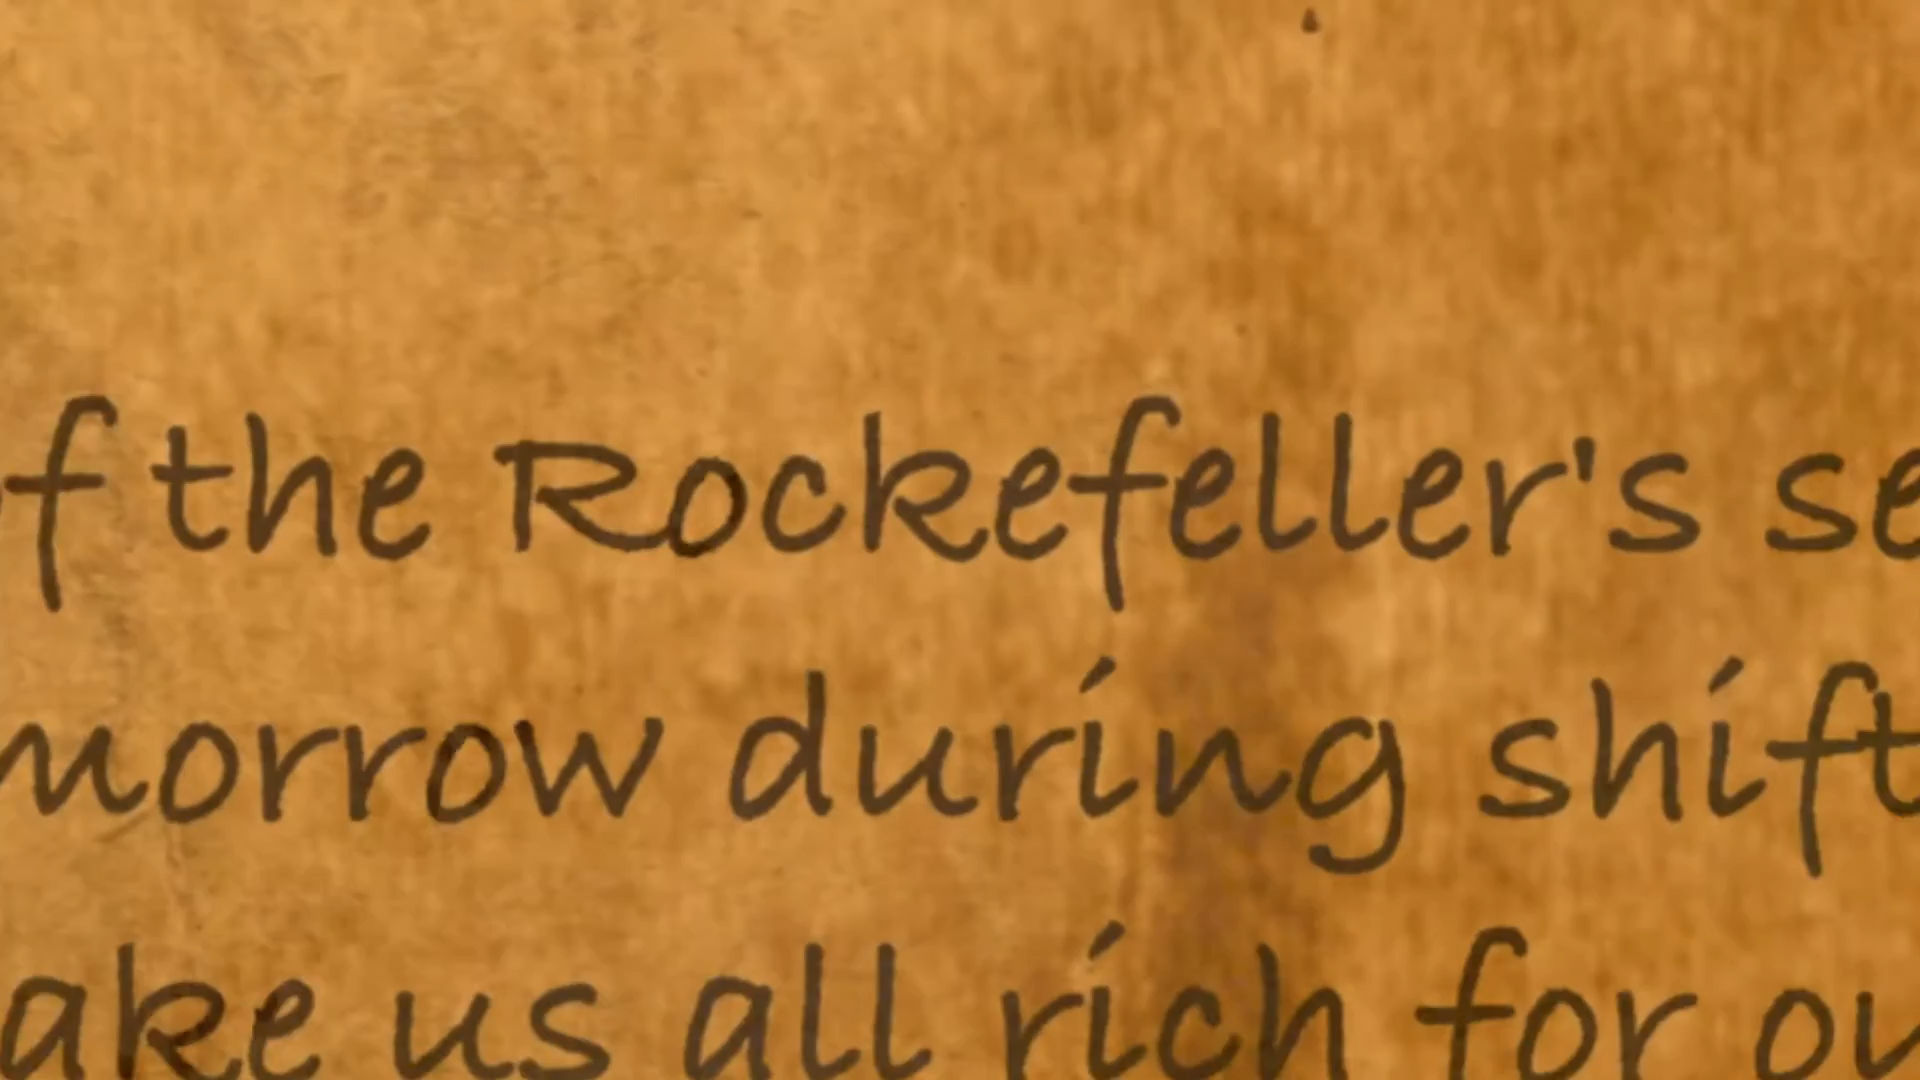 f the Rockefeller's se
morrow during shift
ake us all rich for ou